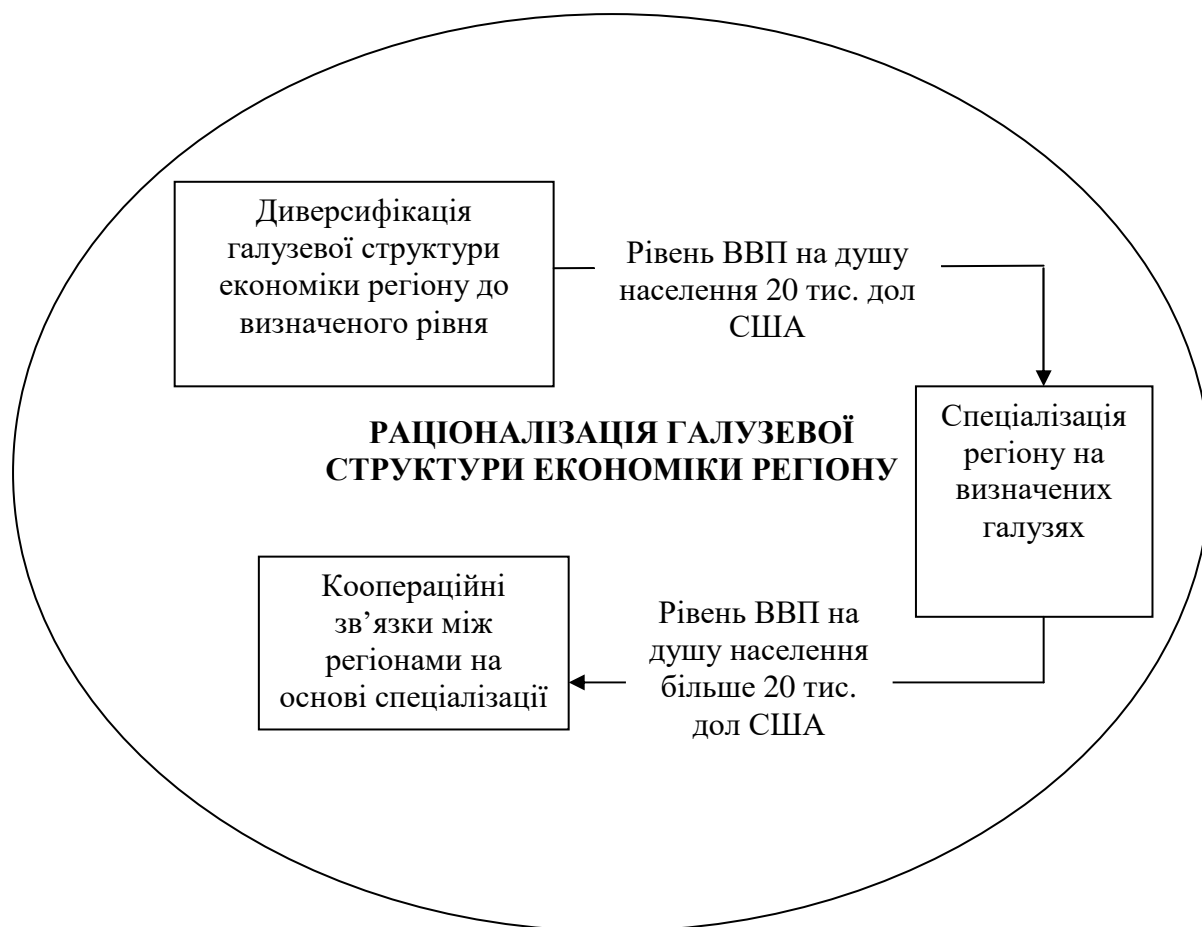 Диверсифікація
галузевої структури
економіки регіону до
визначеного рівня
Рівень ВВП на душу
населення 20 тис. дол
США
РАЦІОНАЛІЗАЦІЯ ГАЛУЗЕВОЇ
СТРУКТУРИ ЕКОНОМІКИ РЕГІОНУ
Спеціалізація
регіону на
визначених
галузях
Коопераційні
зв’язки між
регіонами на
основі спеціалізації
Рівень ВВП на
душу населення
більше 20 тис.
дол США